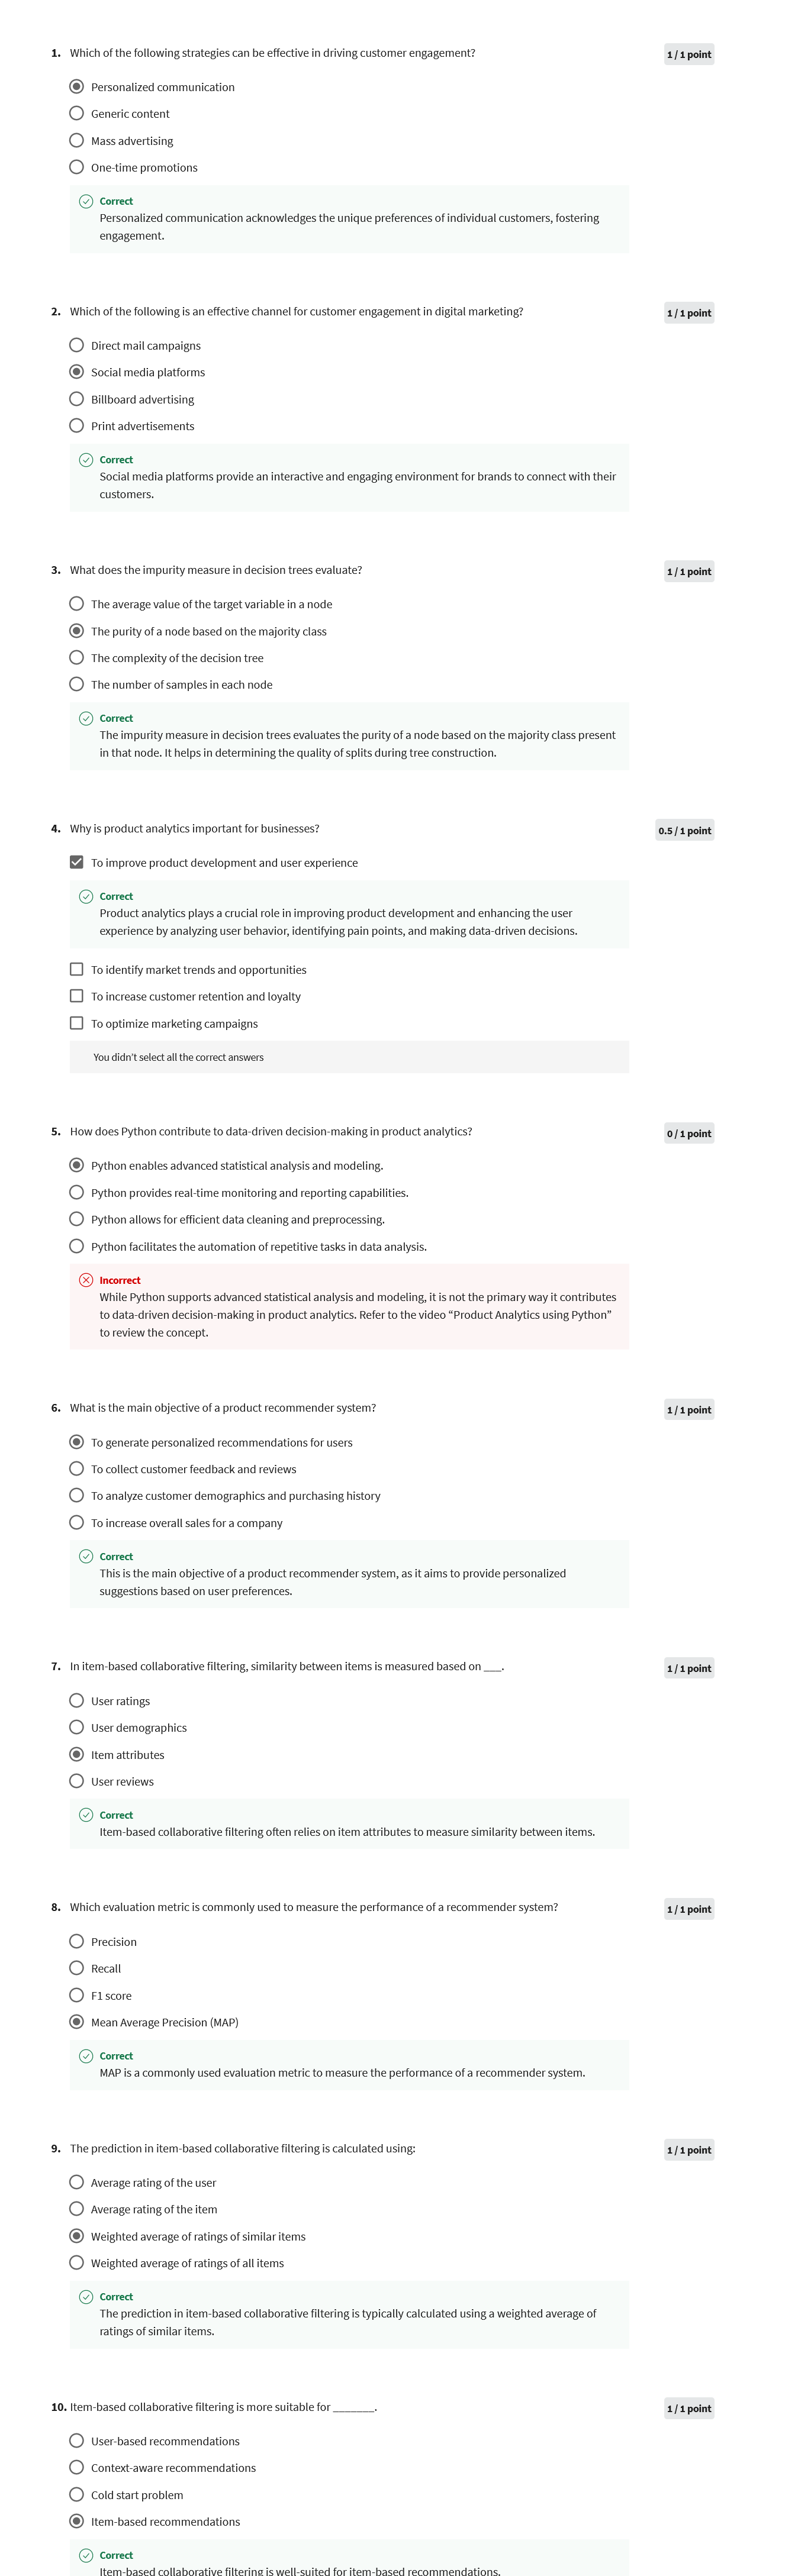 1. Which of the following strategies can be effective in driving customer engagement?
1 / 1 point
Personalized communication
Generic content
Mass advertising
One-time promotions
Correct
Personalized communication acknowledges the unique preferences of individual customers, fostering
engagement.
2. Which of the following is an effective channel for customer engagement in digital marketing?
1 / 1 point
Direct mail campaigns
Social media platforms
Billboard advertising
Print advertisements
Correct
Social media platforms provide an interactive and engaging environment for brands to connect with their
customers.
3. What does the impurity measure in decision trees evaluate?
1 / 1 point
The average value of the target variable in a node
The purity of a node based on the majority class
The complexity of the decision tree
The number of samples in each node
Correct
The impurity measure in decision trees evaluates the purity of a node based on the majority class present
in that node. It helps in determining the quality of splits during tree construction.
4. Why is product analytics important for businesses?
0.5 / 1 point
To improve product development and user experience
Correct
Product analytics plays a crucial role in improving product development and enhancing the user
experience by analyzing user behavior, identifying pain points, and making data-driven decisions.
To identify market trends and opportunities
To increase customer retention and loyalty
To optimize marketing campaigns
You didn't select all the correct answers
5. How does Python contribute to data-driven decision-making in product analytics?
0 / 1 point
Python enables advanced statistical analysis and modeling.
Python provides real-time monitoring and reporting capabilities.
Python allows for efficient data cleaning and preprocessing.
Python facilitates the automation of repetitive tasks in data analysis.
Incorrect
While Python supports advanced statistical analysis and modeling, it is not the primary way it contributes
to data-driven decision-making in product analytics. Refer to the video “Product Analytics using Python”
to review the concept.
6. What is the main objective of a product recommender system?
1 / 1 point
To generate personalized recommendations for users
To collect customer feedback and reviews
To analyze customer demographics and purchasing history
To increase overall sales for a company
Correct
This is the main objective of a product recommender system, as it aims to provide personalized
suggestions based on user preferences.
7. In item-based collaborative filtering, similarity between items is measured based on ___.
1 / 1 point
User ratings
User demographics
Item attributes
User reviews
Correct
Item-based collaborative filtering often relies on item attributes to measure similarity between items.
8. Which evaluation metric is commonly used to measure the performance of a recommender system?
1 / 1 point
Precision
Recall
F1 score
Mean Average Precision (MAP)
Correct
MAP is a commonly used evaluation metric to measure the performance of a recommender system.
9. The prediction in item-based collaborative filtering is calculated using:
1 / 1 point
Average rating of the user
Average rating of the item
Weighted average of ratings of similar items
Weighted average of ratings of all items
Correct
The prediction in item-based collaborative filtering is typically calculated using a weighted average of
ratings of similar items.
10. Item-based collaborative filtering is more suitable for _______.
1 / 1 point
User-based recommendations
Context-aware recommendations
Cold start problem
Item-based recommendations
Correct
Item-based collaborative filtering is well-suited for item-based recommendations.